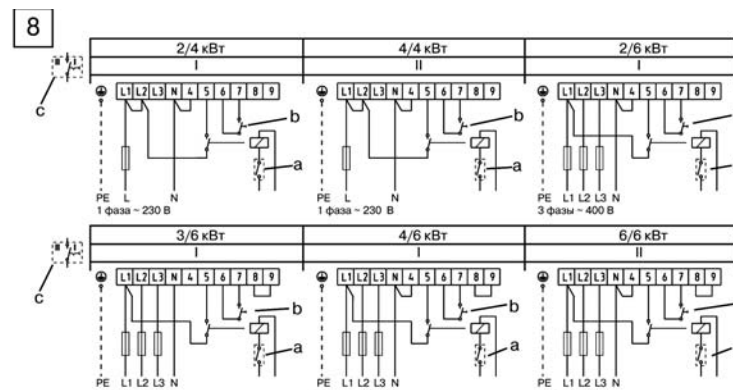 8
2/4 кВт 4/4 кВт 2/6 кВт
I II I
c
L1 L2 L3 N 4 5 6 7 8 9 L1 L2 L3 N 4 5 6 7 8 9 L1 L2 L3 N 4 5 6 7 8 9
b b
a a
PE L N PE L N PE L1 L2 L3 N
1 фаза ~ 230 В 1 фаза ~ 230 В 3 фазы ~ 400 В
3/6 кВт 4/6 кВт 6/6 кВт
I I II
c
L1 L2 L3 N 4 5 6 7 8 9 L1 L2 L3 N 4 5 6 7 8 9 L1 L2 L3 N 4 5 6 7 8 9
b b
a a
PE L1 L2 L3 N PE L1 L2 L3 N PE L1 L2 L3 N